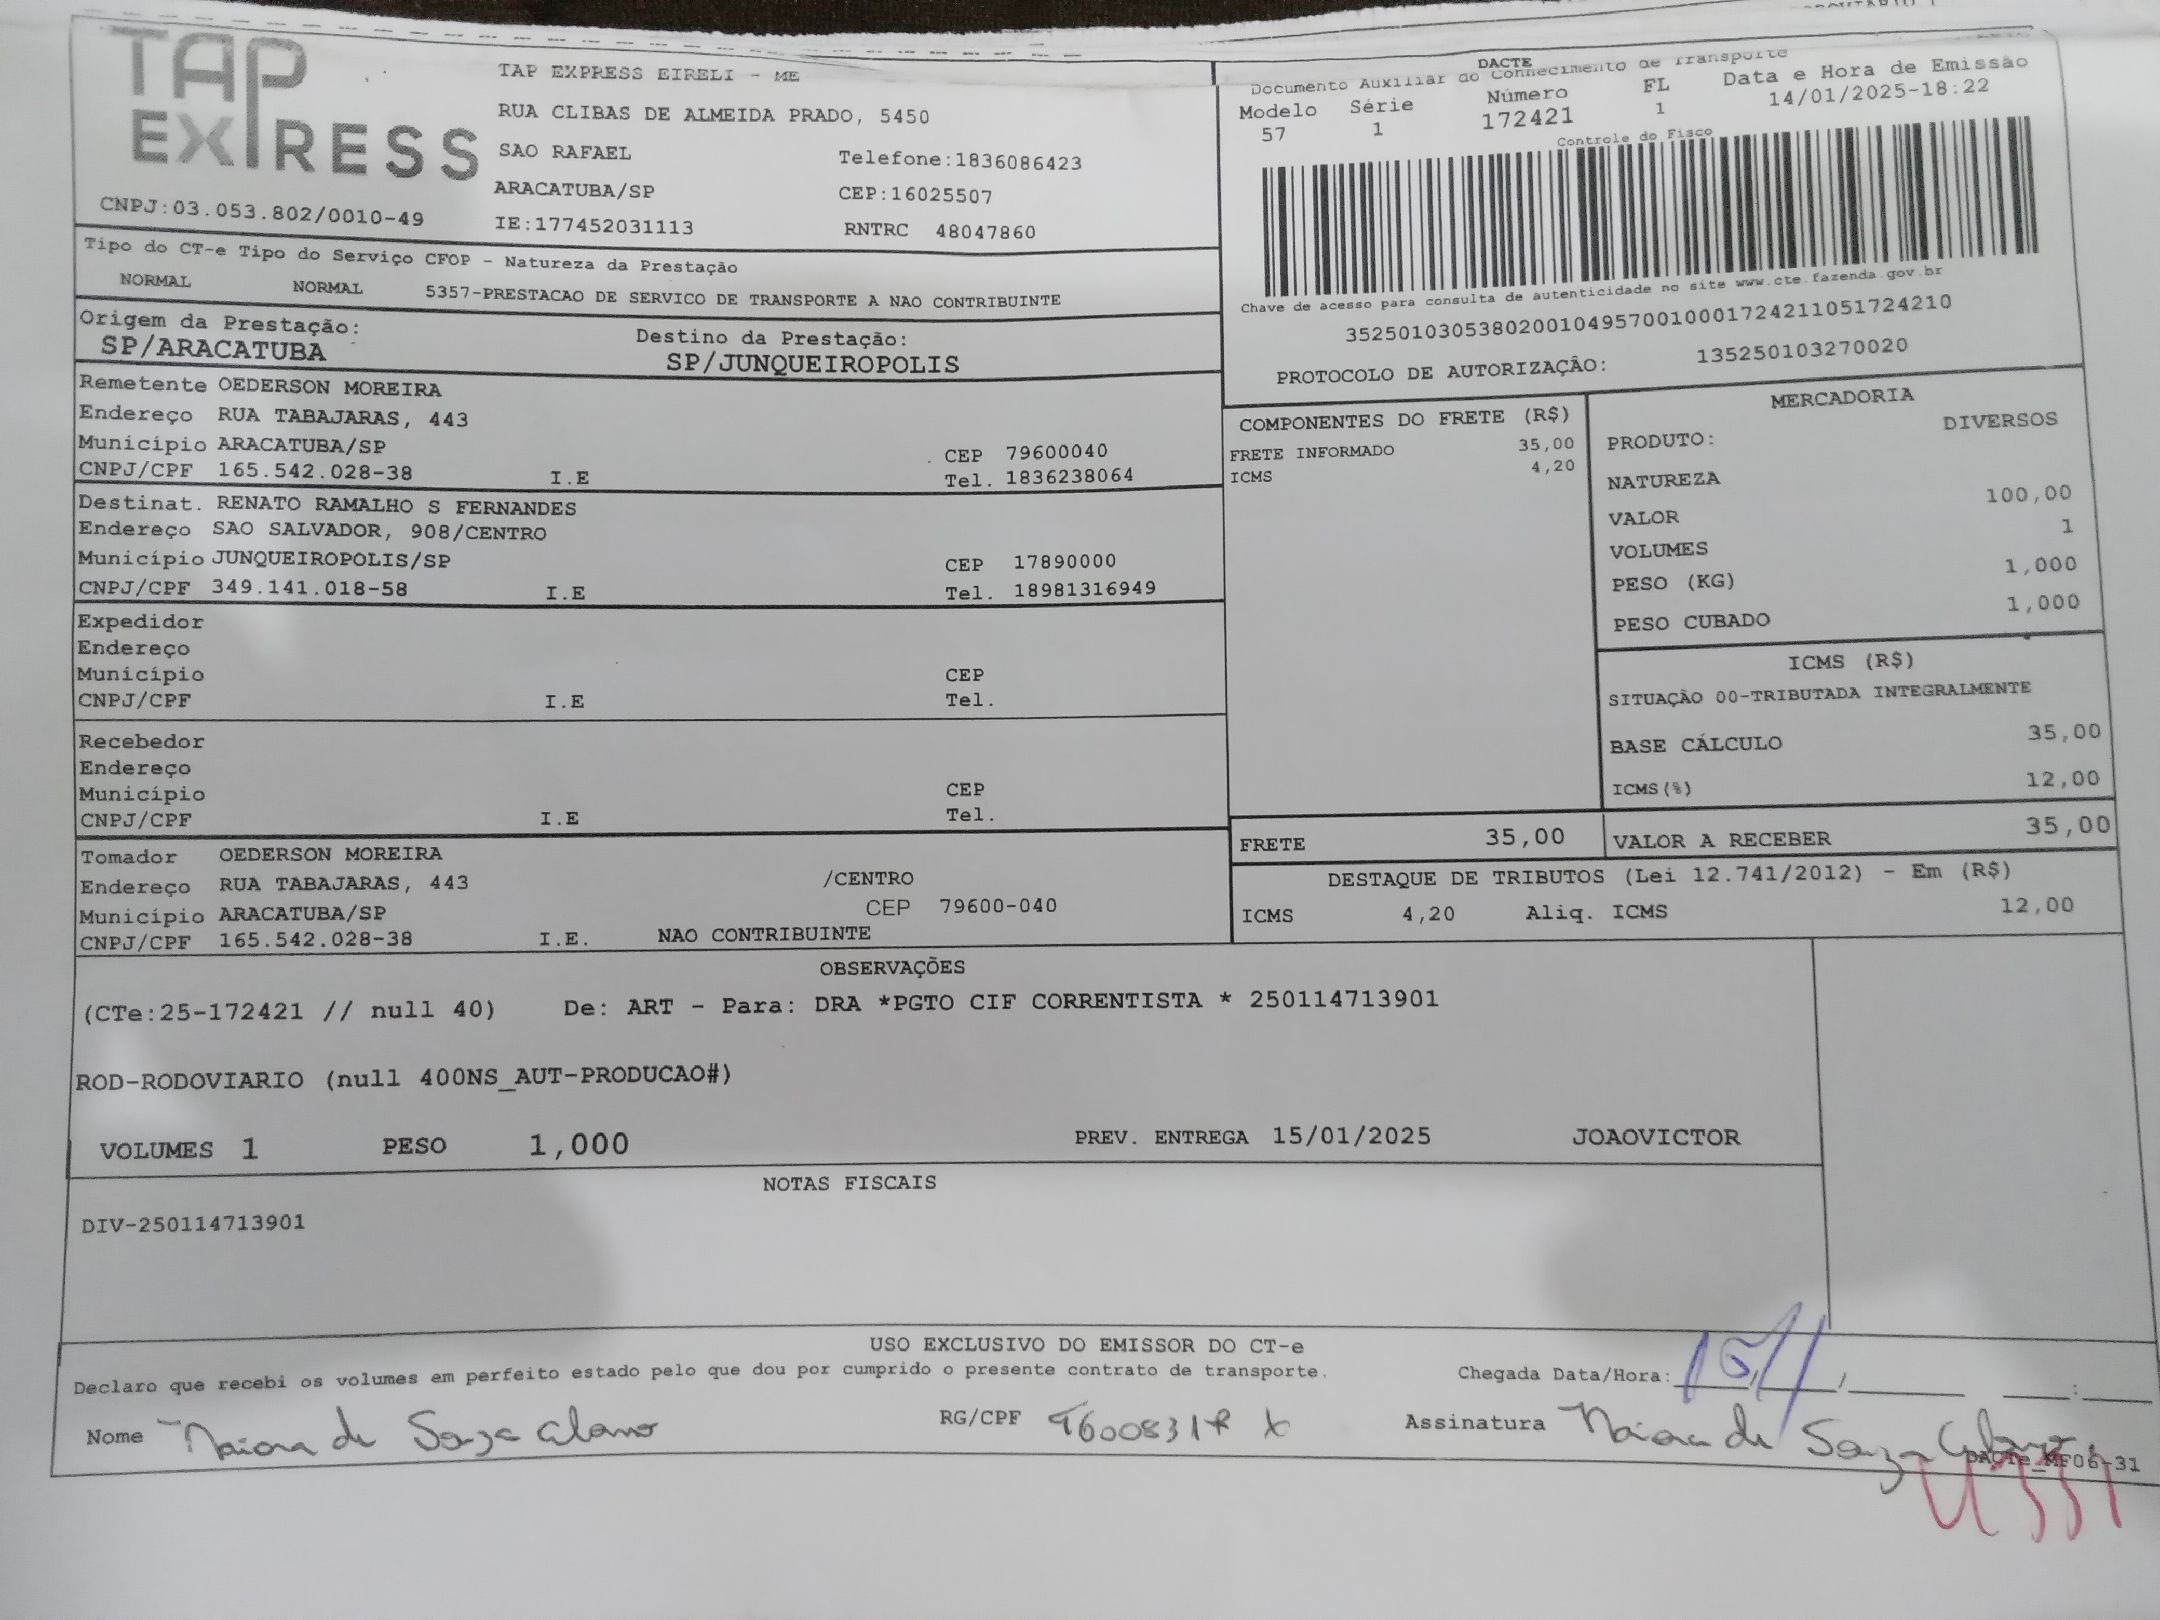 TAP
EXPRESS
CNPJ:03.053.802/0010-49
TAP EXPRESS EIRELI - ME
RUA CLIBAS DE ALMEIDA PRADO, 5450
SAO RAFAEL Telefone:1836086423
ARACATUBA/SP CEP:16025507
IE:177452031113 RNTRC 48047860
DACTE
Documento Auxiliar do Conhecimento de Transporte
Modelo Série Número FL Data e Hora de Emissão
57 1 172421 1 14/01/2025-18:22
Controle do Fisco
Chave de acesso para consulta de autenticidade no site www.cte.fazenda.gov.br
35250103053802001049570010001724211051724210
PROTOCOLO DE AUTORIZAÇÃO: 135250103270020
Tipo do CT-e Tipo do Serviço CFOP - Natureza da Prestação
NORMAL NORMAL 5357-PRESTACAO DE SERVICO DE TRANSPORTE A NAO CONTRIBUINTE
Origem da Prestação: Destino da Prestação:
SP/ARACATUBA SP/JUNQUEIROPOLIS
Remetente OEDERSON MOREIRA
Endereço RUA TABAJARAS, 443
Município ARACATUBA/SP CEP 79600040
CNPJ/CPF 165.542.028-38 I.E Tel. 1836238064
Destinat. RENATO RAMALHO S FERNANDES
Endereço SAO SALVADOR, 908/CENTRO
Município JUNQUEIROPOLIS/SP CEP 17890000
CNPJ/CPF 349.141.018-58 I.E Tel. 18981316949
Expedidor
Endereço
Município CEP
CNPJ/CPF I.E Tel.
Recebedor
Endereço
Município CEP
CNPJ/CPF I.E Tel.
Tomador OEDERSON MOREIRA
Endereço RUA TABAJARAS, 443 /CENTRO
Município ARACATUBA/SP CEP 79600-040
CNPJ/CPF 165.542.028-38 I.E. NAO CONTRIBUINTE
COMPONENTES DO FRETE (R$)
FRETE INFORMADO 35,00
ICMS 4,20
MERCADORIA
PRODUTO: DIVERSOS
NATUREZA
VALOR 100,00
VOLUMES 1
PESO (KG) 1,000
PESO CUBADO 1,000
ICMS (R$)
SITUAÇÃO 00-TRIBUTADA INTEGRALMENTE
BASE CÁLCULO 35,00
ICMS(%) 12,00
FRETE 35,00 VALOR A RECEBER 35,00
DESTAQUE DE TRIBUTOS (Lei 12.741/2012) - Em (R$)
ICMS 4,20 Aliq. ICMS 12,00
OBSERVAÇÕES
(CTe:25-172421 // null 40) De: ART - Para: DRA *PGTO CIF CORRENTISTA * 250114713901
ROD-RODOVIARIO (null 400NS_AUT-PRODUCAO#)
VOLUMES 1 PESO 1,000 PREV. ENTREGA 15/01/2025 JOAOVICTOR
NOTAS FISCAIS
DIV-250114713901
USO EXCLUSIVO DO EMISSOR DO CT-e
Declaro que recebi os volumes em perfeito estado pelo que dou por cumprido o presente contrato de transporte. Chegada Data/Hora:
Nome de Souza RG/CPF Assinatura de Souza
DACTe_MF06-31